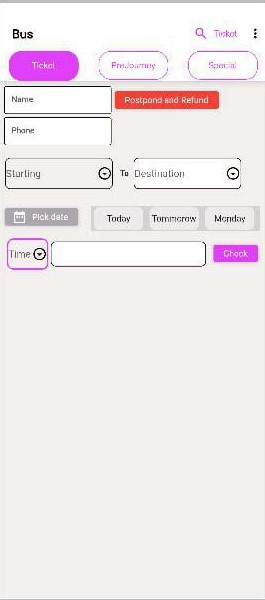 Bus
Ticket
Ticket
PreJourney
Special
Name
Postpond and Refund
Phone
Starting
To
Destination
Pick date
Today
Tommorow
Monday
Time
Check